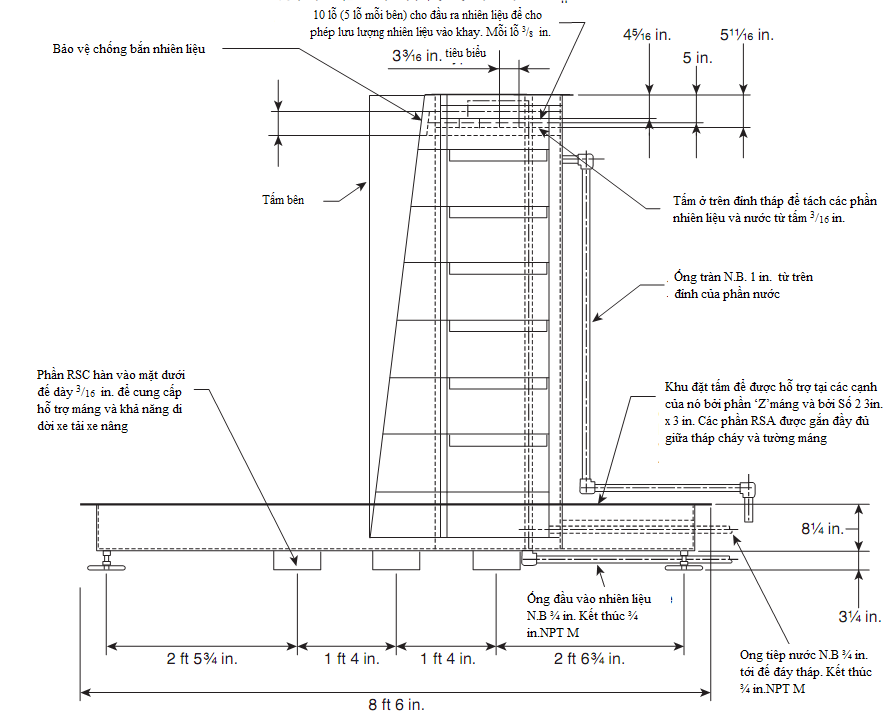 10 lỗ (5 lỗ mỗi bên) cho đầu ra nhiên liệu để cho
phép lưu lượng nhiên liệu vào khay. Mỗi lỗ 3/8 in.
Bảo vệ chống bắn nhiên liệu
3 3/16 in. tiêu biểu
4 5/16 in.
5 11/16 in.
5 in.
Tấm bên
Tấm ở trên đỉnh tháp để tách các phần
nhiên liệu và nước từ tấm 3/16 in.
Ống tràn N.B. 1 in. từ trên
đỉnh của phần nước
Phần RSC hàn vào mặt dưới
đế dày 3/16 in. để cung cấp
hỗ trợ máng và khả năng di
dời xe tải xe nâng
Khu đặt tấm đế được hỗ trợ tại các cạnh
của nó bởi phần ‘Z’máng và bởi Số 2 3in.
x 3 in. Các phần RSA được gắn đầy đủ
giữa tháp cháy và tường máng
8 1/4 in.
3 1/4 in.
Ống đầu vào nhiên liệu
N.B ¾ in. Kết thúc ¾
in.NPT M
Ong tiếp nước N.B ¾ in.
tới đế đáy tháp. Kết thúc
¾ in.NPT M
2 ft 5 3/4 in.
1 ft 4 in.
1 ft 4 in.
2 ft 6 3/4 in.
8 ft 6 in.